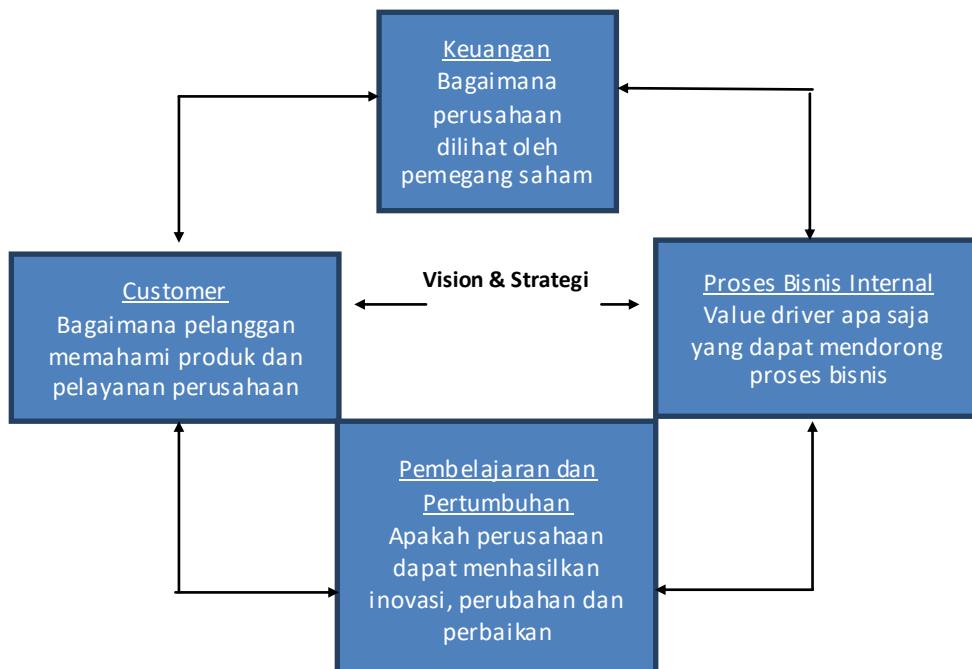 Keuangan
Bagaimana
perusahaan
dilihat oleh
pemegang saham
Customer
Bagaimana pelanggan
memahami produk dan
pelayanan perusahaan
Vision & Strategi
Proses Bisnis Internal
Value driver apa saja
yang dapat mendorong
proses bisnis
Pembelajaran dan
Pertumbuhan
Apakah perusahaan
dapat menhasilkan
inovasi, perubahan dan
perbaikan